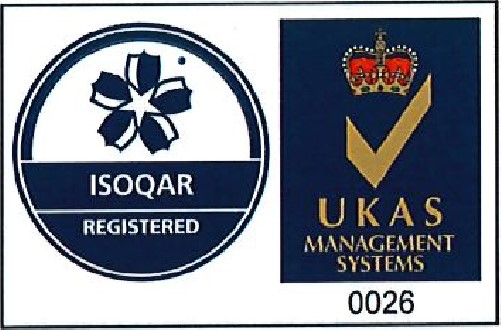 ISOQAR
REGISTERED
UKAS
MANAGEMENT
SYSTEMS
0026